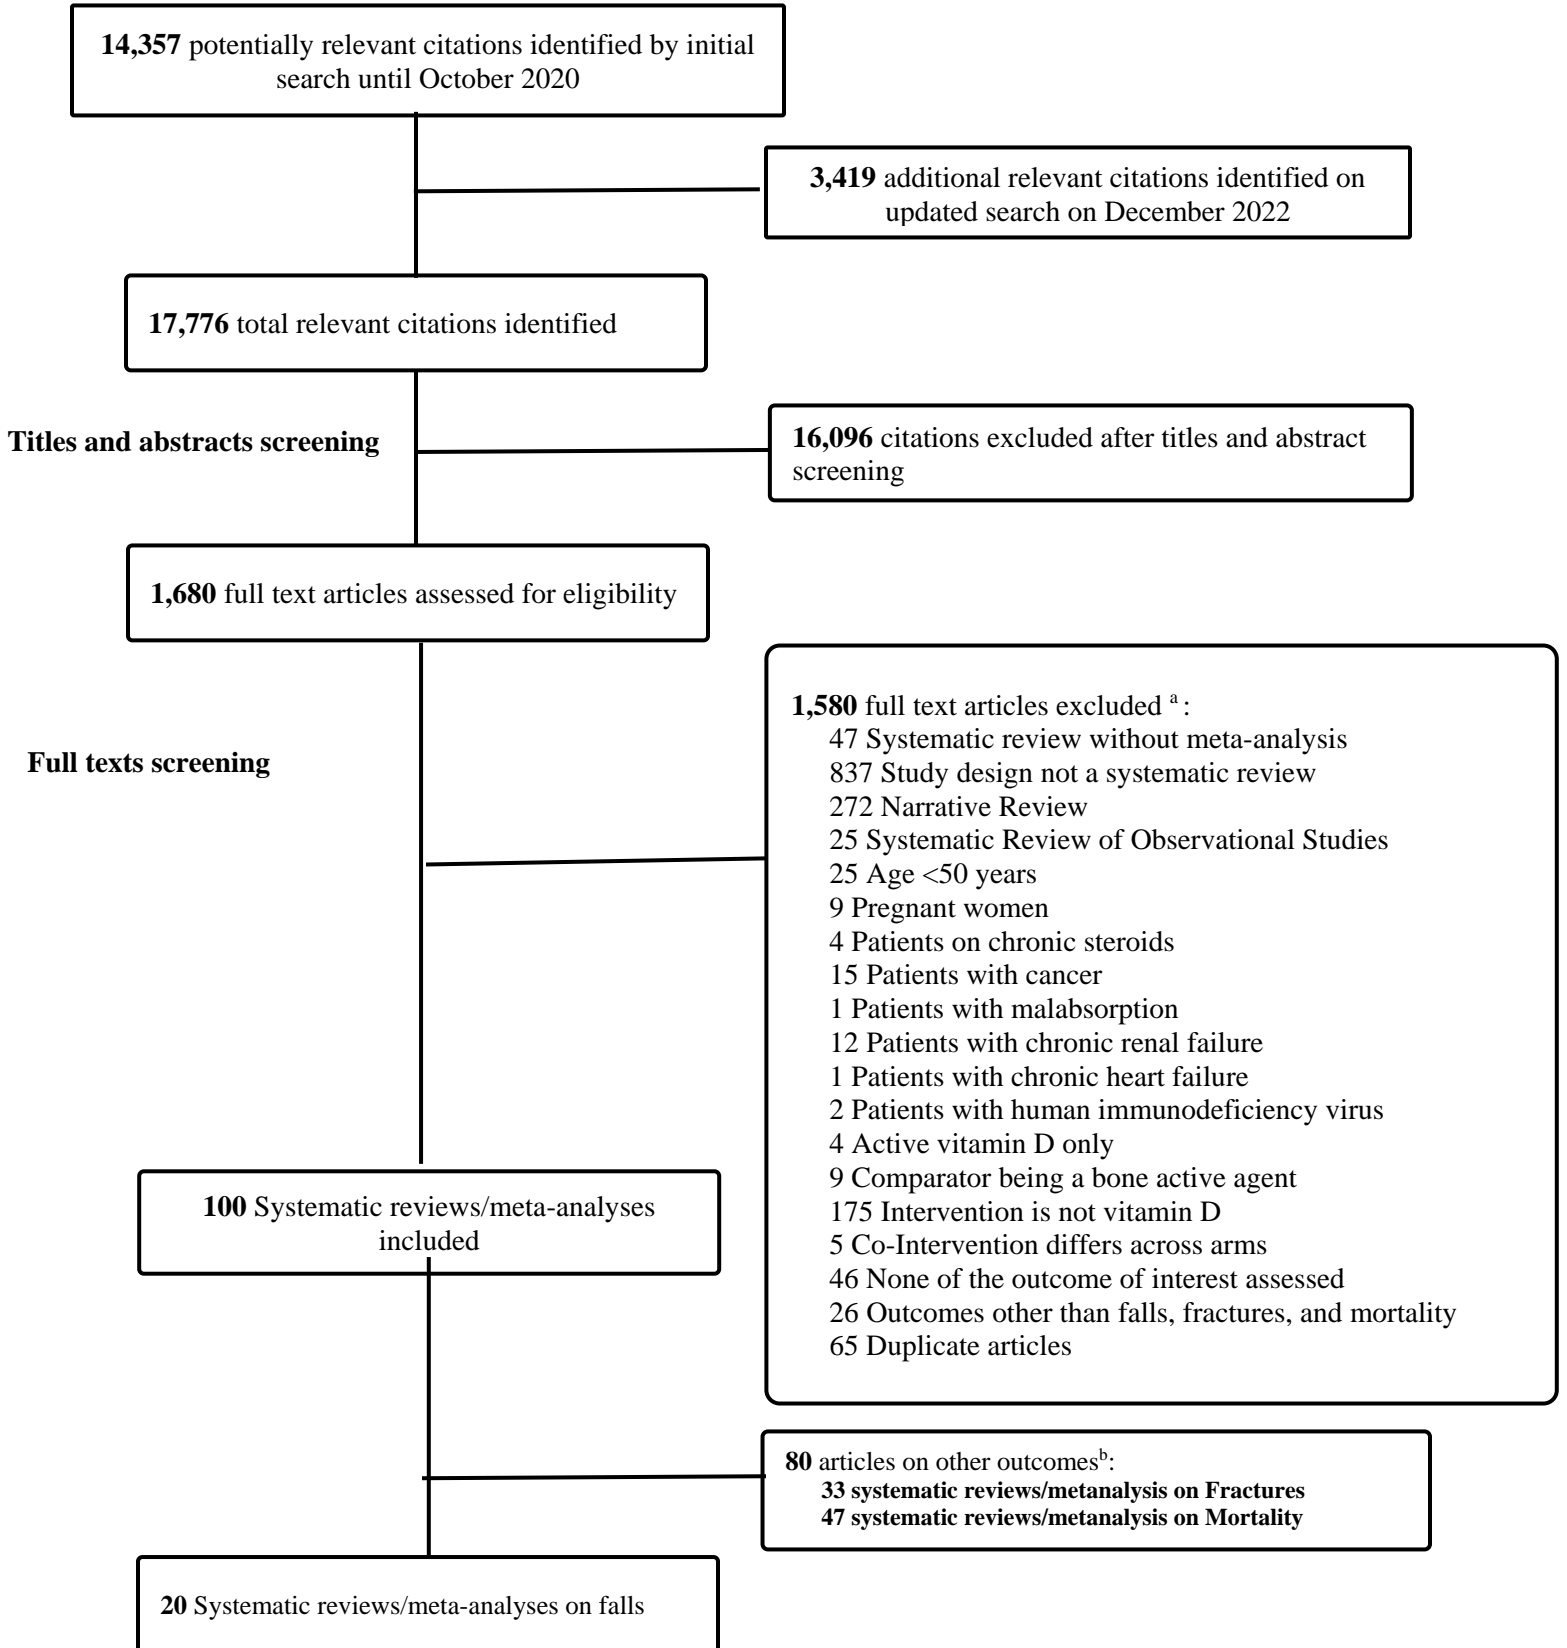 14,357 potentially relevant citations identified by initial
search until October 2020
3,419 additional relevant citations identified on
updated search on December 2022
17,776 total relevant citations identified
Titles and abstracts screening
16,096 citations excluded after titles and abstract
screening
1,680 full text articles assessed for eligibility
Full texts screening
1,580 full text articles excluded a :
47 Systematic review without meta-analysis
837 Study design not a systematic review
272 Narrative Review
25 Systematic Review of Observational Studies
25 Age <50 years
9 Pregnant women
4 Patients on chronic steroids
15 Patients with cancer
1 Patients with malabsorption
12 Patients with chronic renal failure
1 Patients with chronic heart failure
2 Patients with human immunodeficiency virus
4 Active vitamin D only
9 Comparator being a bone active agent
175 Intervention is not vitamin D
5 Co-Intervention differs across arms
46 None of the outcome of interest assessed
26 Outcomes other than falls, fractures, and mortality
65 Duplicate articles
100 Systematic reviews/meta-analyses
included
80 articles on other outcomesb:
33 systematic reviews/metanalysis on Fractures
47 systematic reviews/metanalysis on Mortality
20 Systematic reviews/meta-analyses on falls